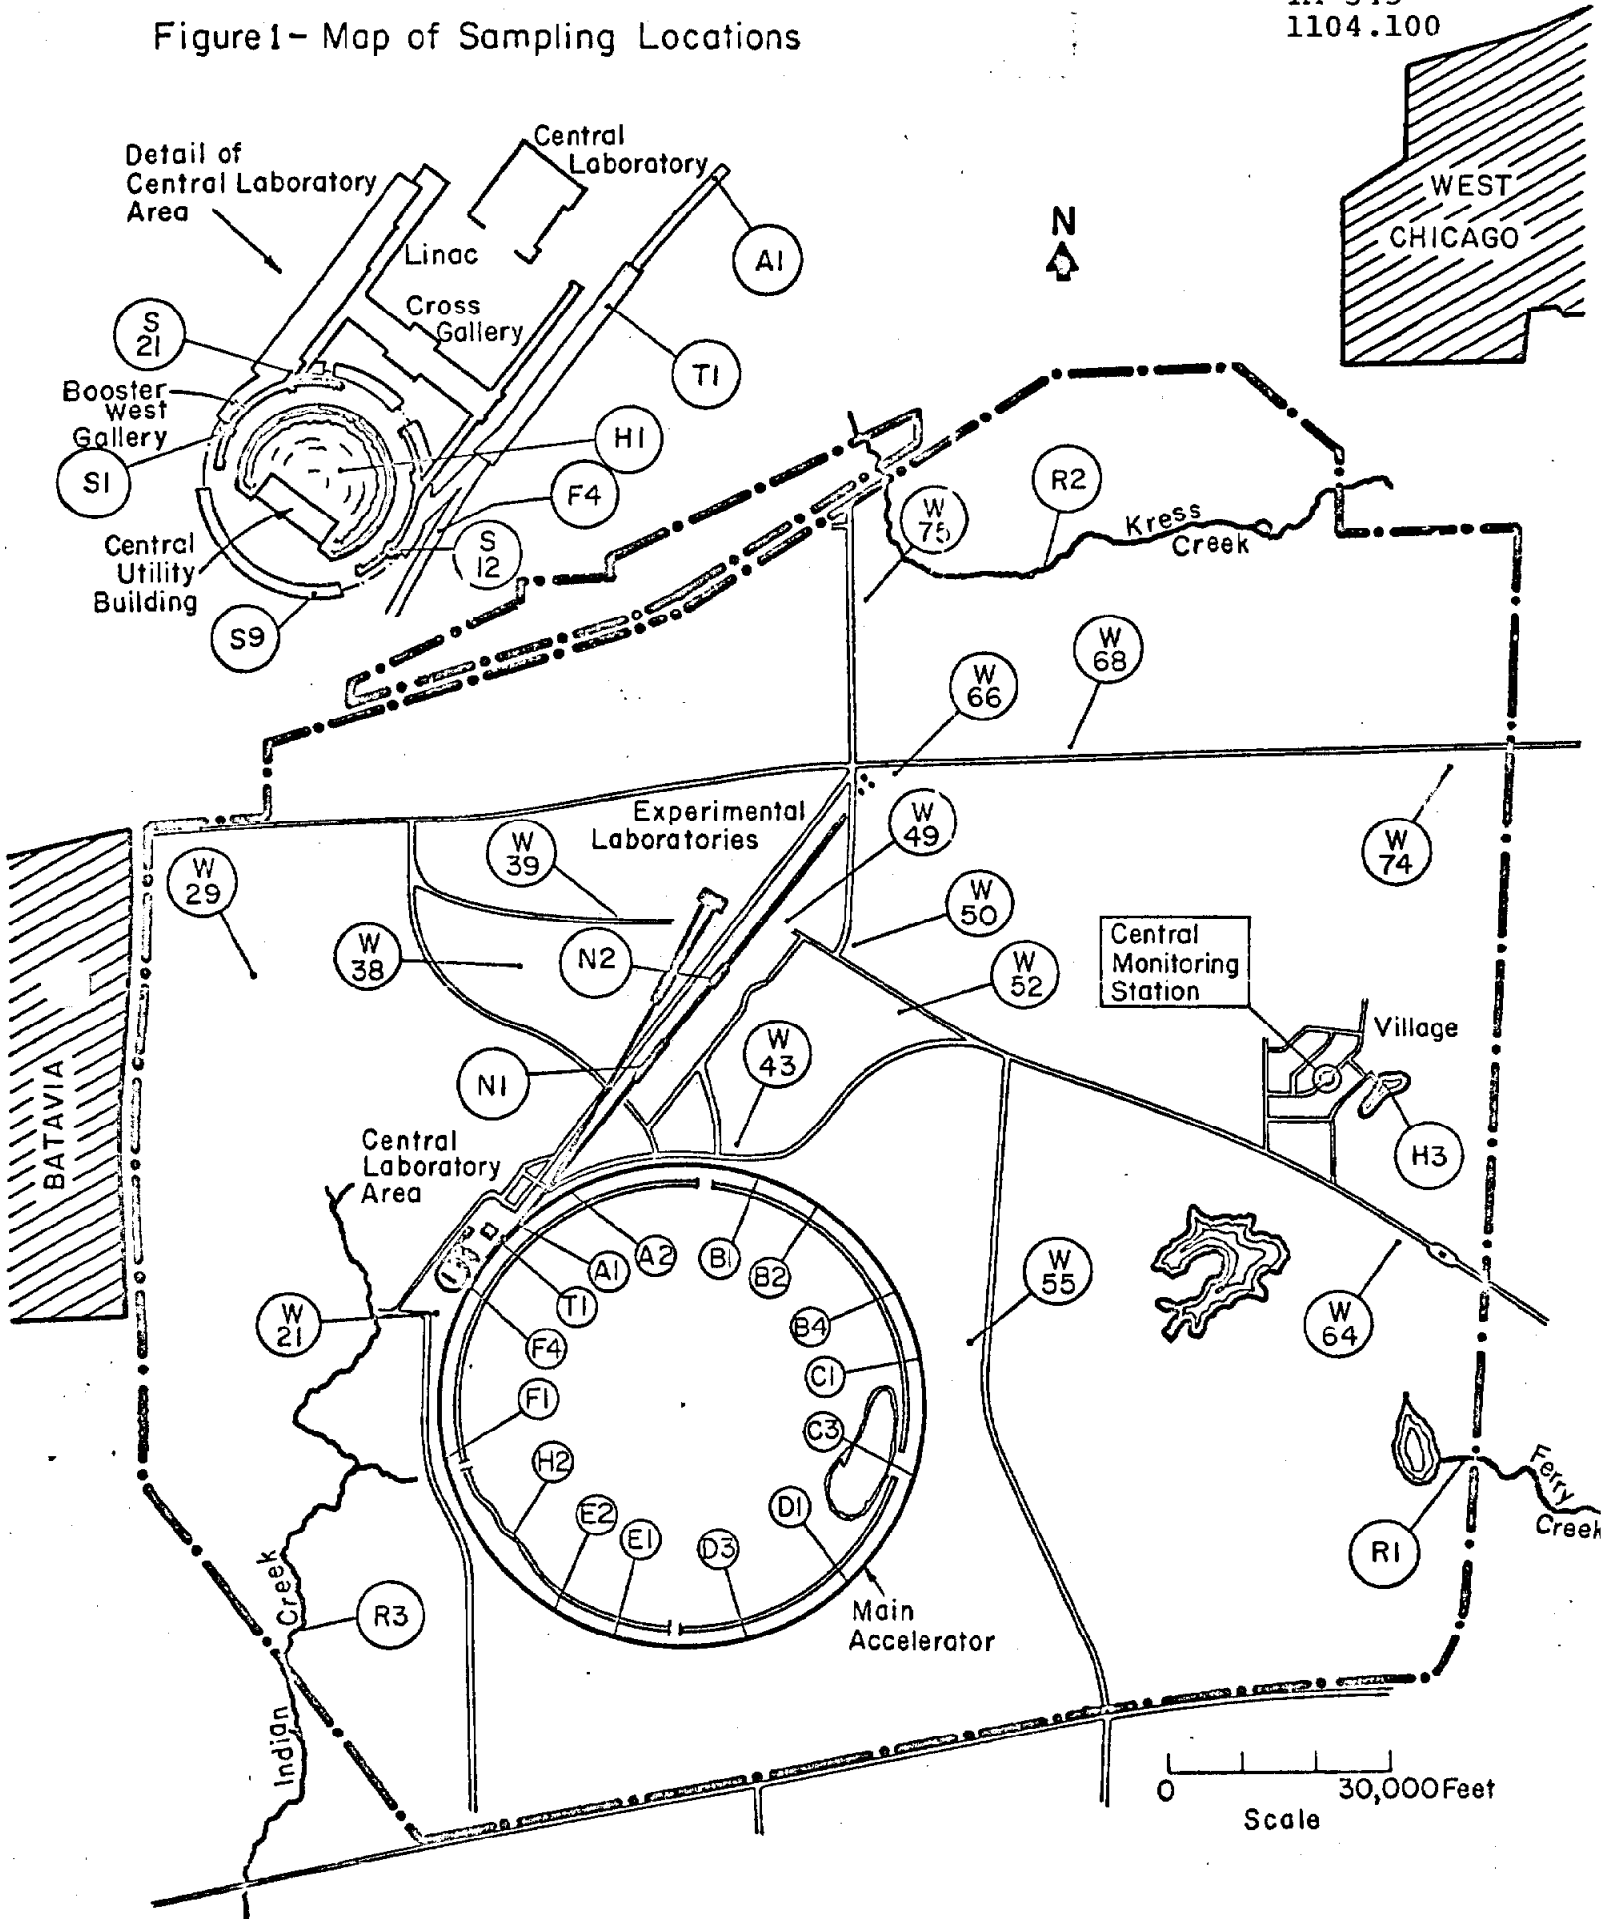 1104.100
Figure 1 - Map of Sampling Locations
Detail of
Central Laboratory
Area
Central
Laboratory
Linac
Cross
Gallery
A1
T1
S
21
Booster
West
Gallery
S1
H1
F4
S
12
Central
Utility
Building
S9
N
WEST
CHICAGO
R2
Kress
Creek
W
75
W
68
W
66
Experimental
Laboratories
W
49
W
39
W
29
W
38
N2
W
50
W
52
W
74
Central
Monitoring
Station
Village
W
43
N1
H3
BATAVIA
Central
Laboratory
Area
A2
A1
T1
B1
B2
B4
W
55
W
64
W
21
F4
F1
C1
C3
H2
E2
E1
D3
D1
Ferry
Creek
R1
Main
Accelerator
R3
Indian
Creek
0
30,000 Feet
Scale